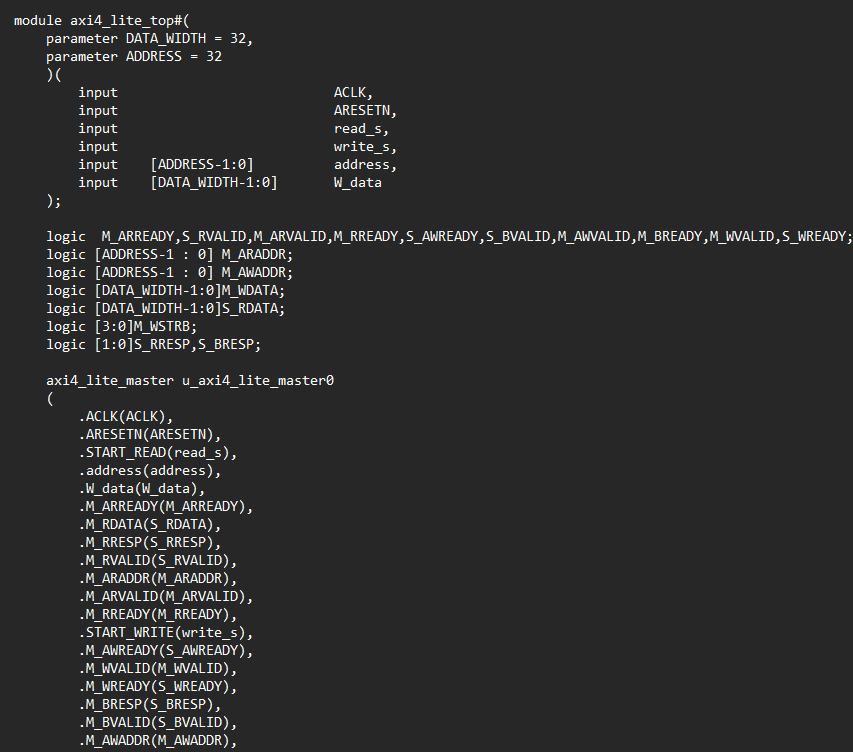 module axi4_lite_top#(
    parameter DATA_WIDTH = 32,
    parameter ADDRESS = 32
    )(
        input                           ACLK,
        input                           ARESETN,
        input                           read_s,
        input                           write_s,
        input    [ADDRESS-1:0]          address,
        input    [DATA_WIDTH-1:0]       W_data
    );

    logic  M_ARREADY,S_RVALID,M_ARVALID,M_RREADY,S_AWREADY,S_BVALID,M_AWVALID,M_BREADY,M_WVALID,S_WREADY;
    logic [ADDRESS-1 : 0] M_ARADDR;
    logic [ADDRESS-1 : 0] M_AWADDR;
    logic [DATA_WIDTH-1:0]M_WDATA;
    logic [DATA_WIDTH-1:0]S_RDATA;
    logic [3:0]M_WSTRB;
    logic [1:0]S_RRESP,S_BRESP;

    axi4_lite_master u_axi4_lite_master0
    (
        .ACLK(ACLK),
        .ARESETN(ARESETN),
        .START_READ(read_s),
        .address(address),
        .W_data(W_data),
        .M_ARREADY(M_ARREADY),
        .M_RDATA(S_RDATA),
        .M_RRESP(S_RRESP),
        .M_RVALID(S_RVALID),
        .M_ARADDR(M_ARADDR),
        .M_ARVALID(M_ARVALID),
        .M_RREADY(M_RREADY),
        .START_WRITE(write_s),
        .M_AWREADY(S_AWREADY),
        .M_WVALID(M_WVALID),
        .M_WREADY(S_WREADY),
        .M_BRESP(S_BRESP),
        .M_BVALID(S_BVALID),
        .M_AWADDR(M_AWADDR),